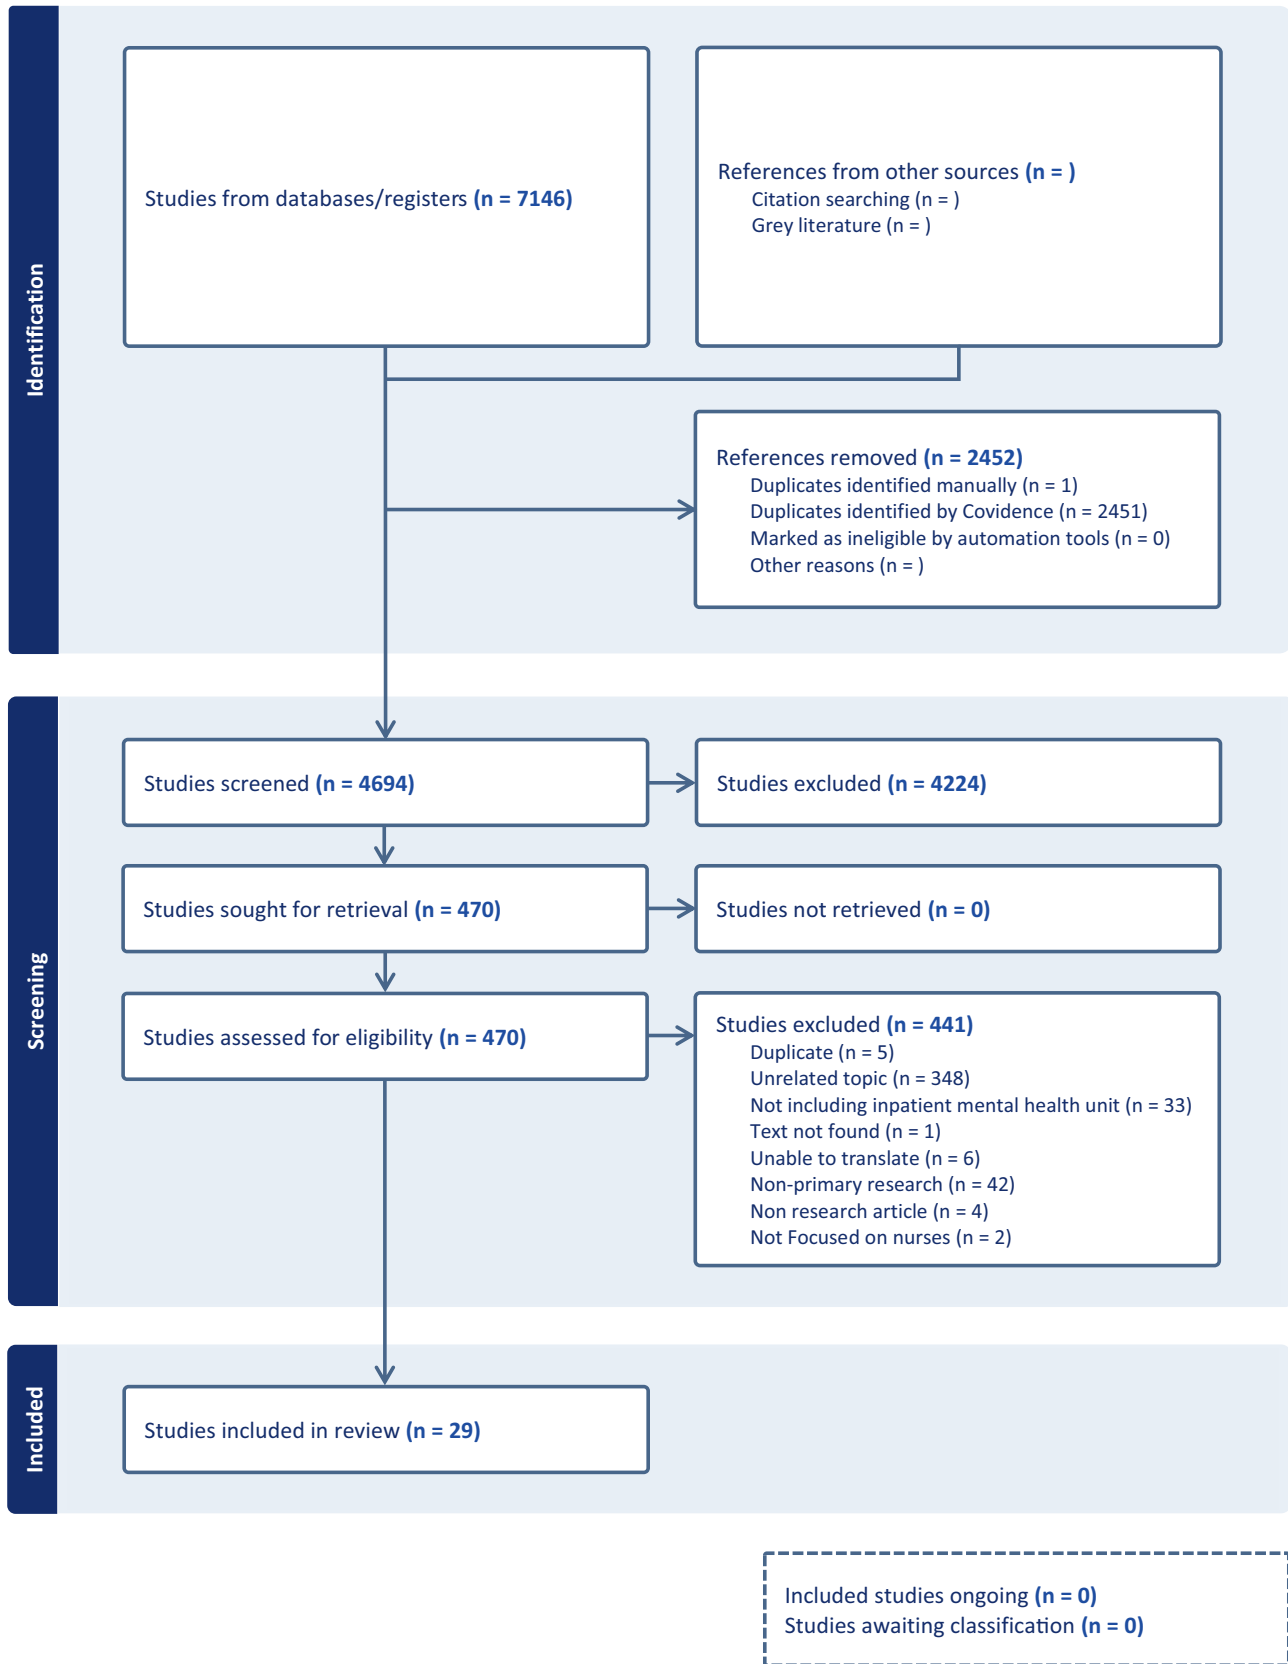 Identification
Studies from databases/registers (n = 7146)
References from other sources (n = )
Citation searching (n = )
Grey literature (n = )
References removed (n = 2452)
Duplicates identified manually (n = 1)
Duplicates identified by Covidence (n = 2451)
Marked as ineligible by automation tools (n = 0)
Other reasons (n = )
Screening
Studies screened (n = 4694)
Studies excluded (n = 4224)
Studies sought for retrieval (n = 470)
Studies not retrieved (n = 0)
Studies assessed for eligibility (n = 470)
Studies excluded (n = 441)
Duplicate (n = 5)
Unrelated topic (n = 348)
Not including inpatient mental health unit (n = 33)
Text not found (n = 1)
Unable to translate (n = 6)
Non-primary research (n = 42)
Non research article (n = 4)
Not Focused on nurses (n = 2)
Included
Studies included in review (n = 29)
Included studies ongoing (n = 0)
Studies awaiting classification (n = 0)